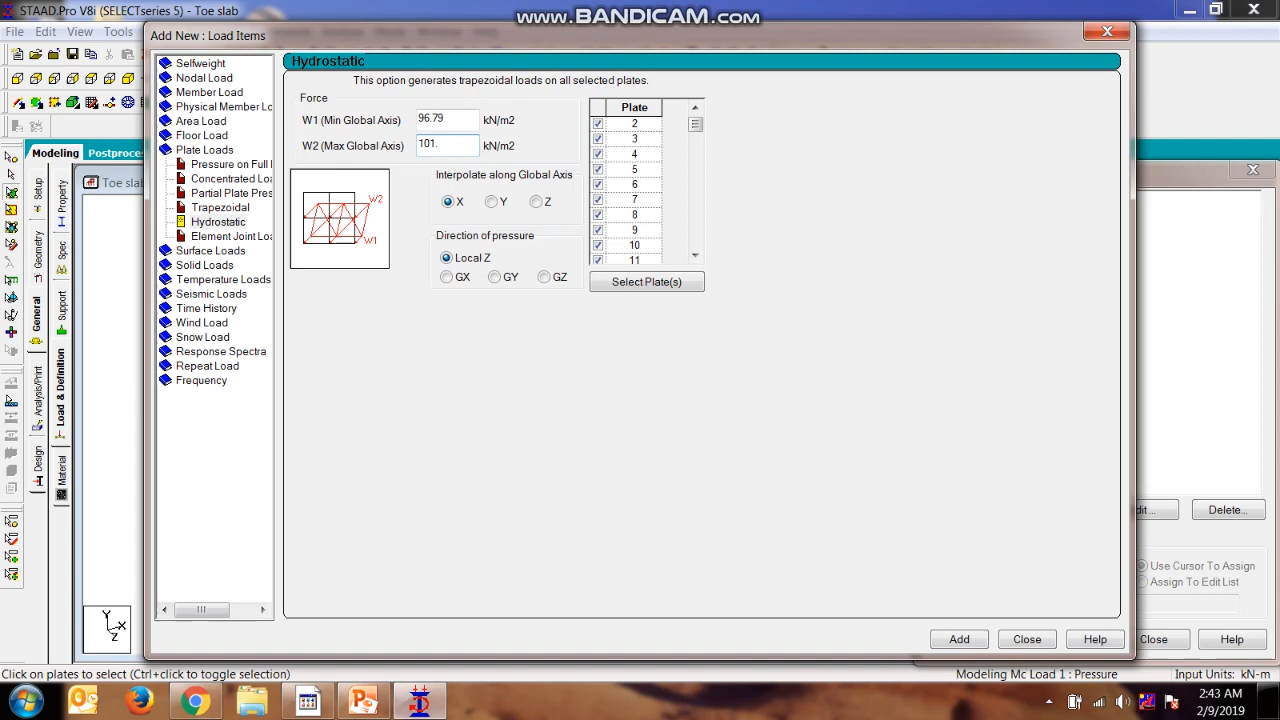 STAAD.Pro V8i (SELECTseries 5) - Toe slab
www.BANDICAM.com
File Edit View Tools
Add New : Load Items
Selfweight
Nodal Load
Member Load
Physical Member Lo
Area Load
Floor Load
Plate Loads
Pressure on Full
Concentrated Loa
Partial Plate Pres
Trapezoidal
Hydrostatic
Element Joint Loa
Surface Loads
Solid Loads
Temperature Loads
Seismic Loads
Time History
Wind Load
Snow Load
Response Spectra
Repeat Load
Frequency
Hydrostatic
This option generates trapezoidal loads on all selected plates.
Force
W1 (Min Global Axis) 96.79 kN/m2
W2 (Max Global Axis) 101. kN/m2
W2
W1
Interpolate along Global Axis
X Y Z
Direction of pressure
Local Z
GX GY GZ
Plate
2
3
4
5
6
7
8
9
10
11
Select Plate(s)
Add Close Help
Modeling Postproces
Toe slab
Setup
Geometry
General
Analysis/Print
Design
Property
Spec
Support
Load & Definition
Material
Y
X
Z
dit... Delete...
Use Cursor To Assign
Assign To Edit List
Close Help
Click on plates to select (Ctrl+click to toggle selection)
Modeling Mc Load 1 : Pressure Input Units: kN-m
2:43 AM
2/9/2019